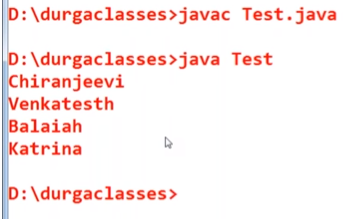 D:\durgaclasses>javac Test.java
D:\durgaclasses>java Test
Chiranjeevi
Venkatesth
Balaiah
Katrina
D:\durgaclasses>